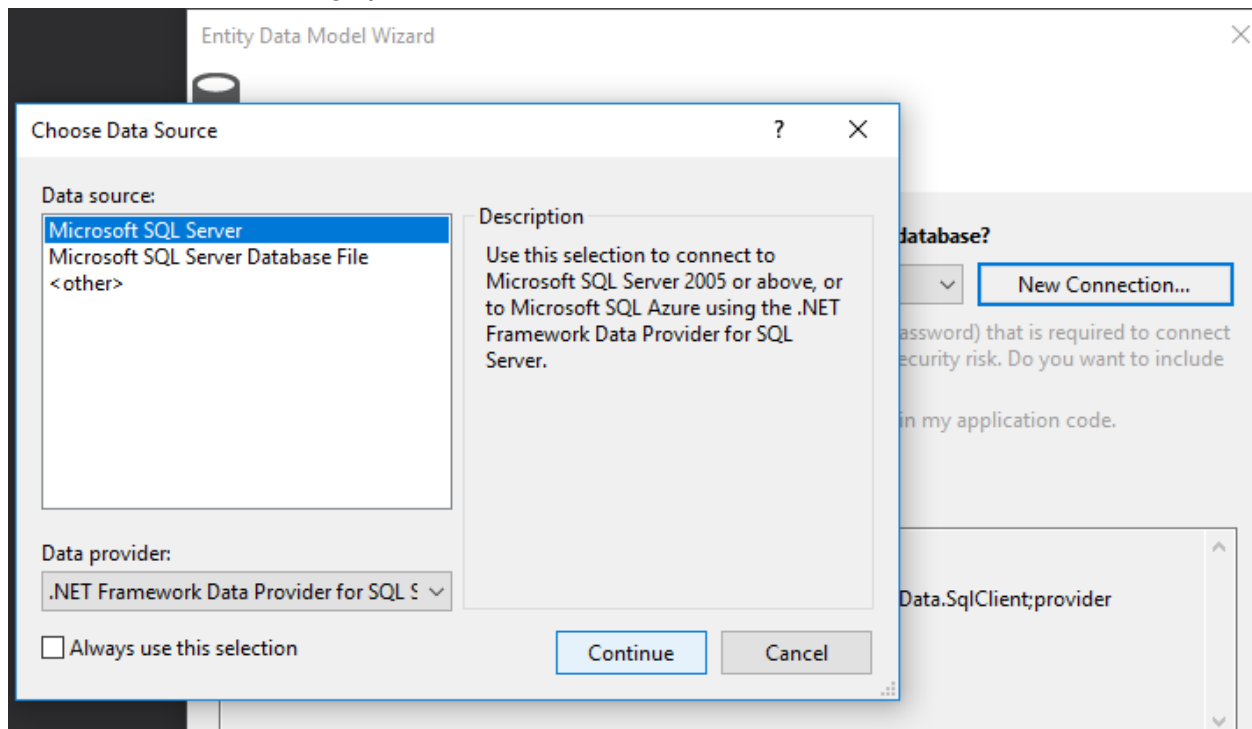 Entity Data Model Wizard
Choose Data Source
?
Data source:
Microsoft SQL Server
Microsoft SQL Server Database File
<other>
Description
Use this selection to connect to
Microsoft SQL Server 2005 or above, or
to Microsoft SQL Azure using the .NET
Framework Data Provider for SQL
Server.
Data provider:
.NET Framework Data Provider for SQL
Always use this selection
Continue
Cancel
database?
New Connection...
assword) that is required to connect
ecurity risk. Do you want to include
in my application code.
Data.SqlClient;provider